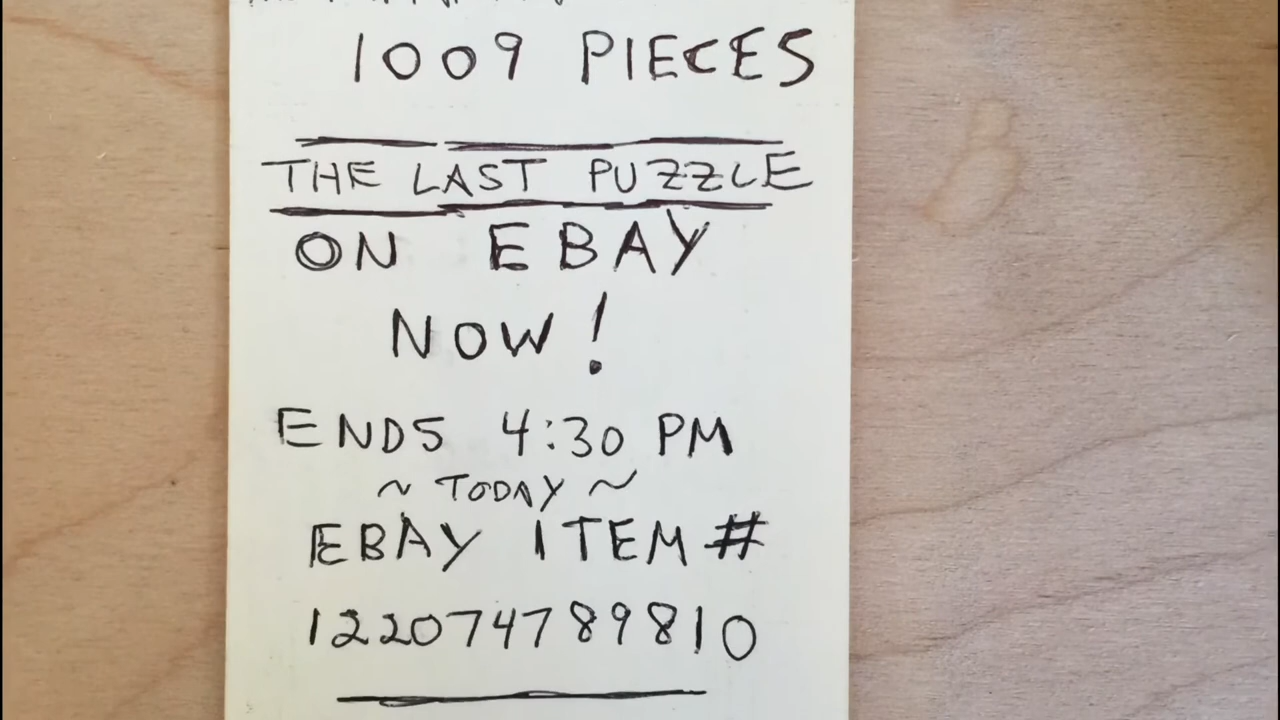 1009 PIECES
THE LAST PUZZLE
ON EBAY
NOW!
ENDS 4:30 PM
~ TODAY ~
EBAY ITEM #
122074789810